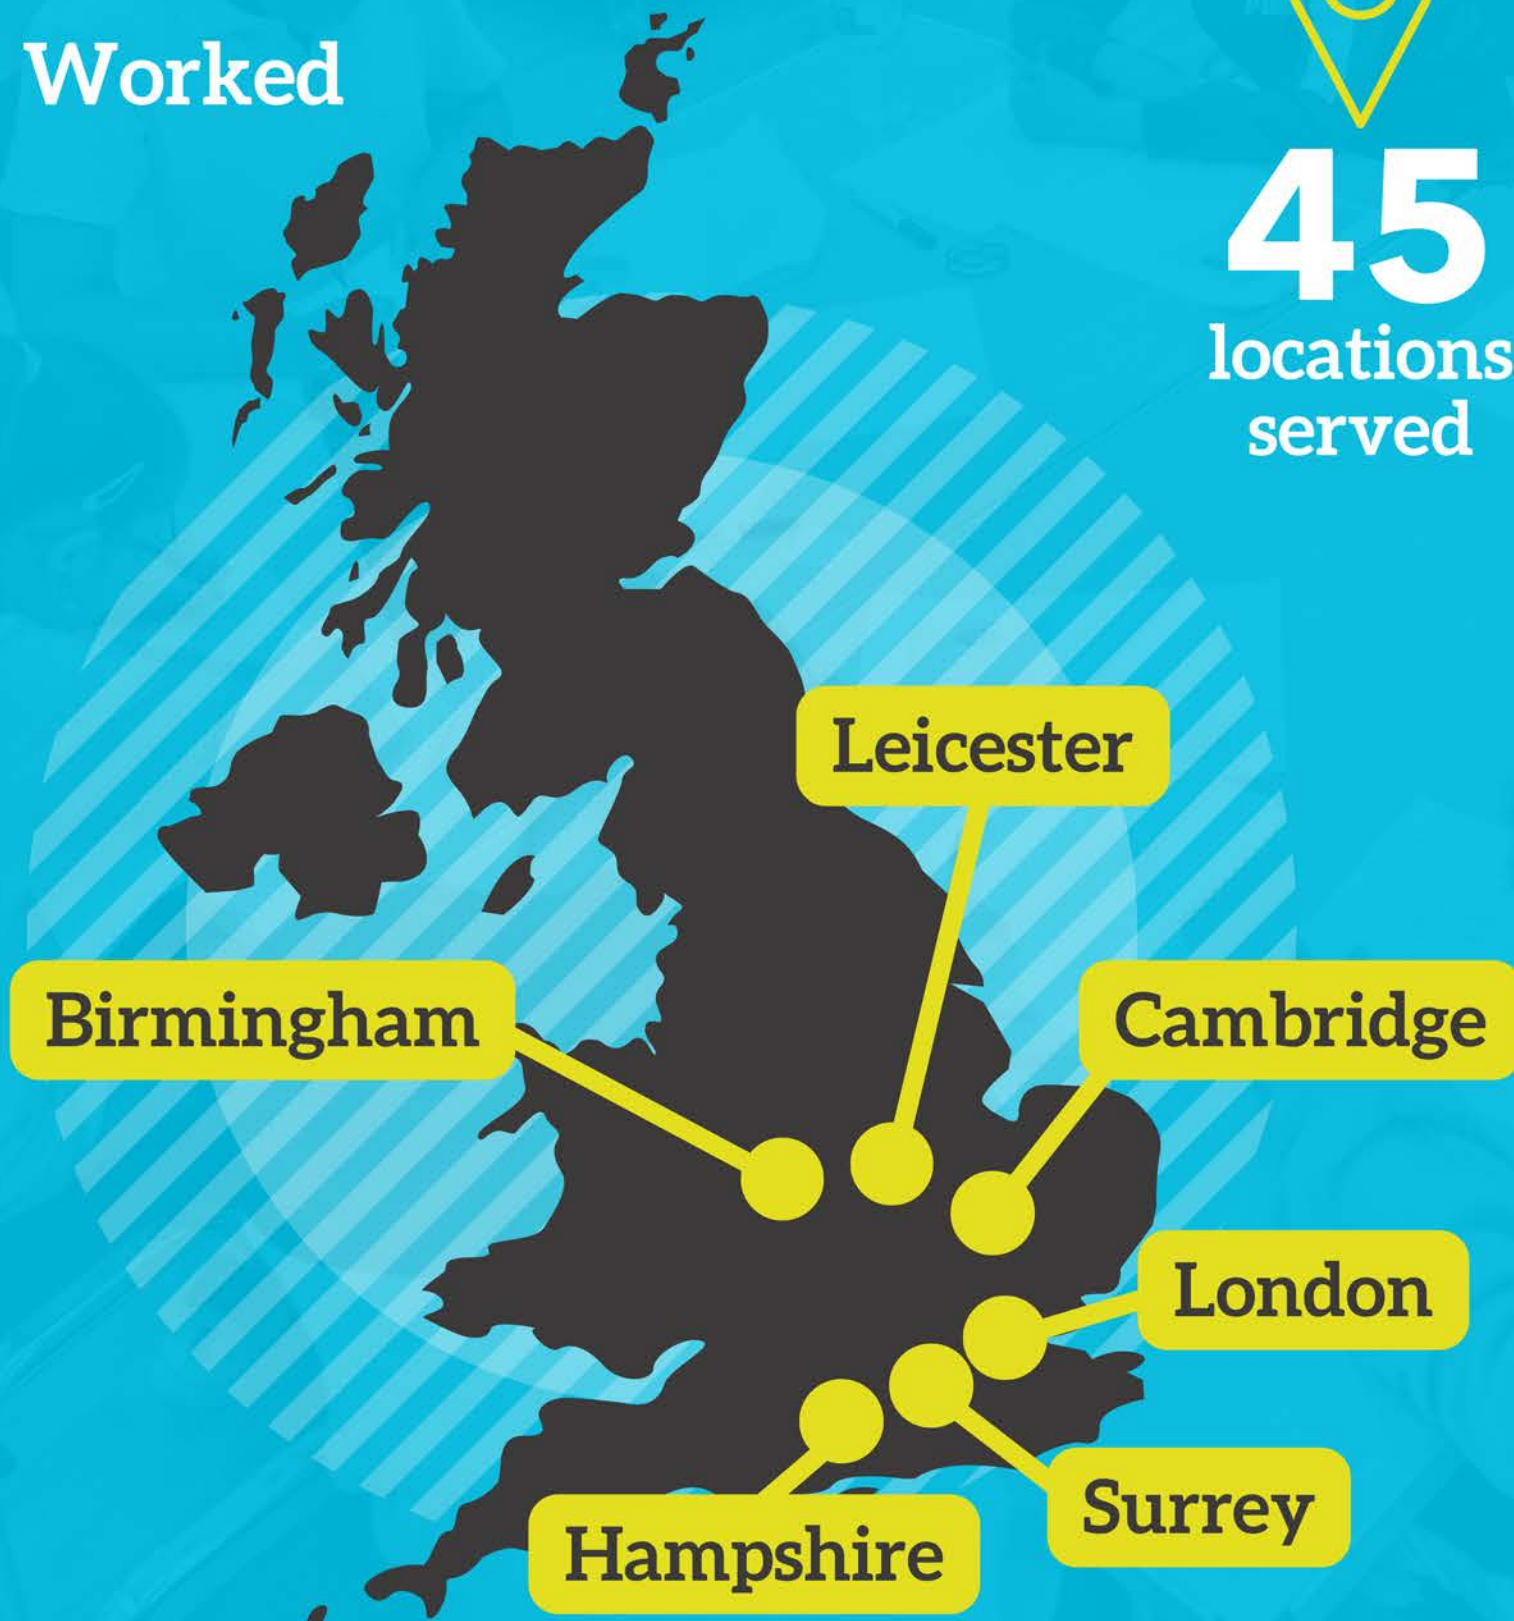 Worked
45
locations
served
Leicester
Birmingham
Cambridge
London
Surrey
Hampshire